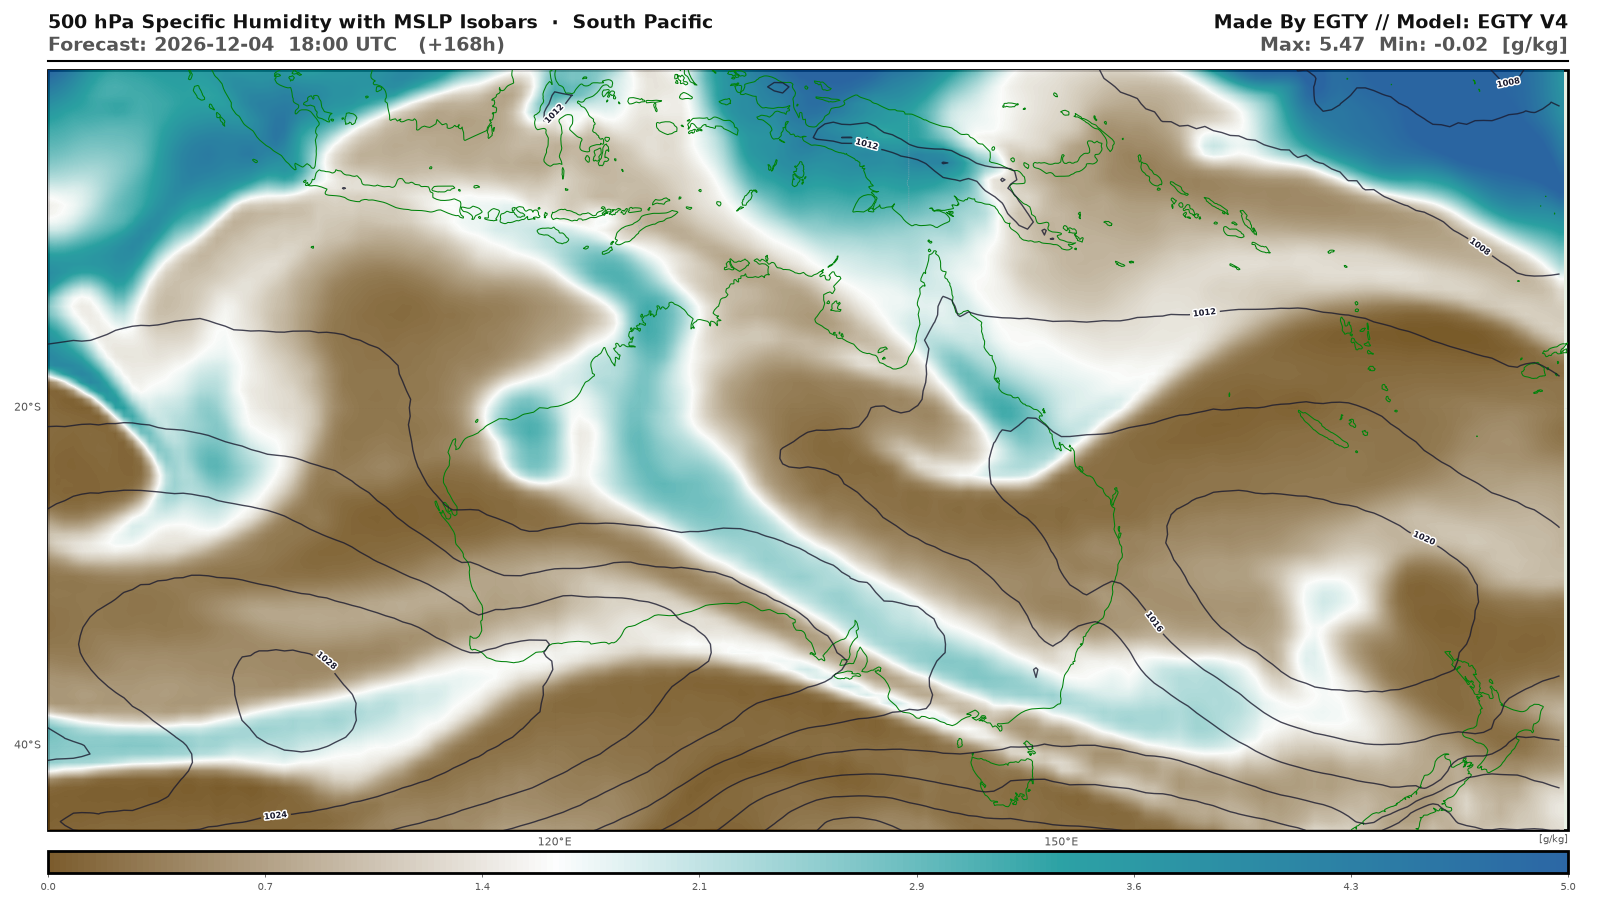 500 hPa Specific Humidity with MSLP Isobars · South Pacific
Made By EGTY // Model: EGTY V4
Forecast: 2026-12-04 18:00 UTC (+168h)
Max: 5.47 Min: -0.02 [g/kg]
1008
1012
1012
1008
1012
20°S
1020
1016
1028
40°S
1024
120°E
150°E
[g/kg]
0.0
0.7
1.4
2.1
2.9
3.6
4.3
5.0